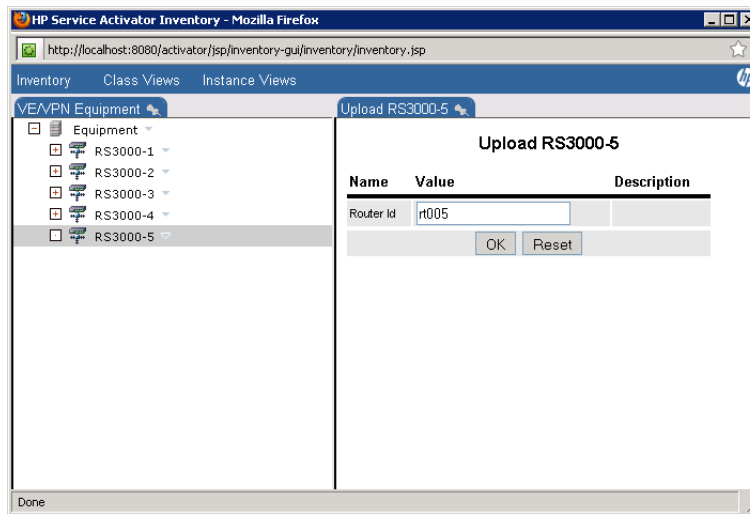 HP Service Activator Inventory - Mozilla Firefox
http://localhost:8080/activator/jsp/inventory-gui/inventory/inventory.jsp
Inventory Class Views Instance Views
hp
VE/VPN Equipment
Equipment
RS3000-1
RS3000-2
RS3000-3
RS3000-4
RS3000-5
Upload RS3000-5
Upload RS3000-5
Name Value Description
Router Id rt005
OK Reset
Done